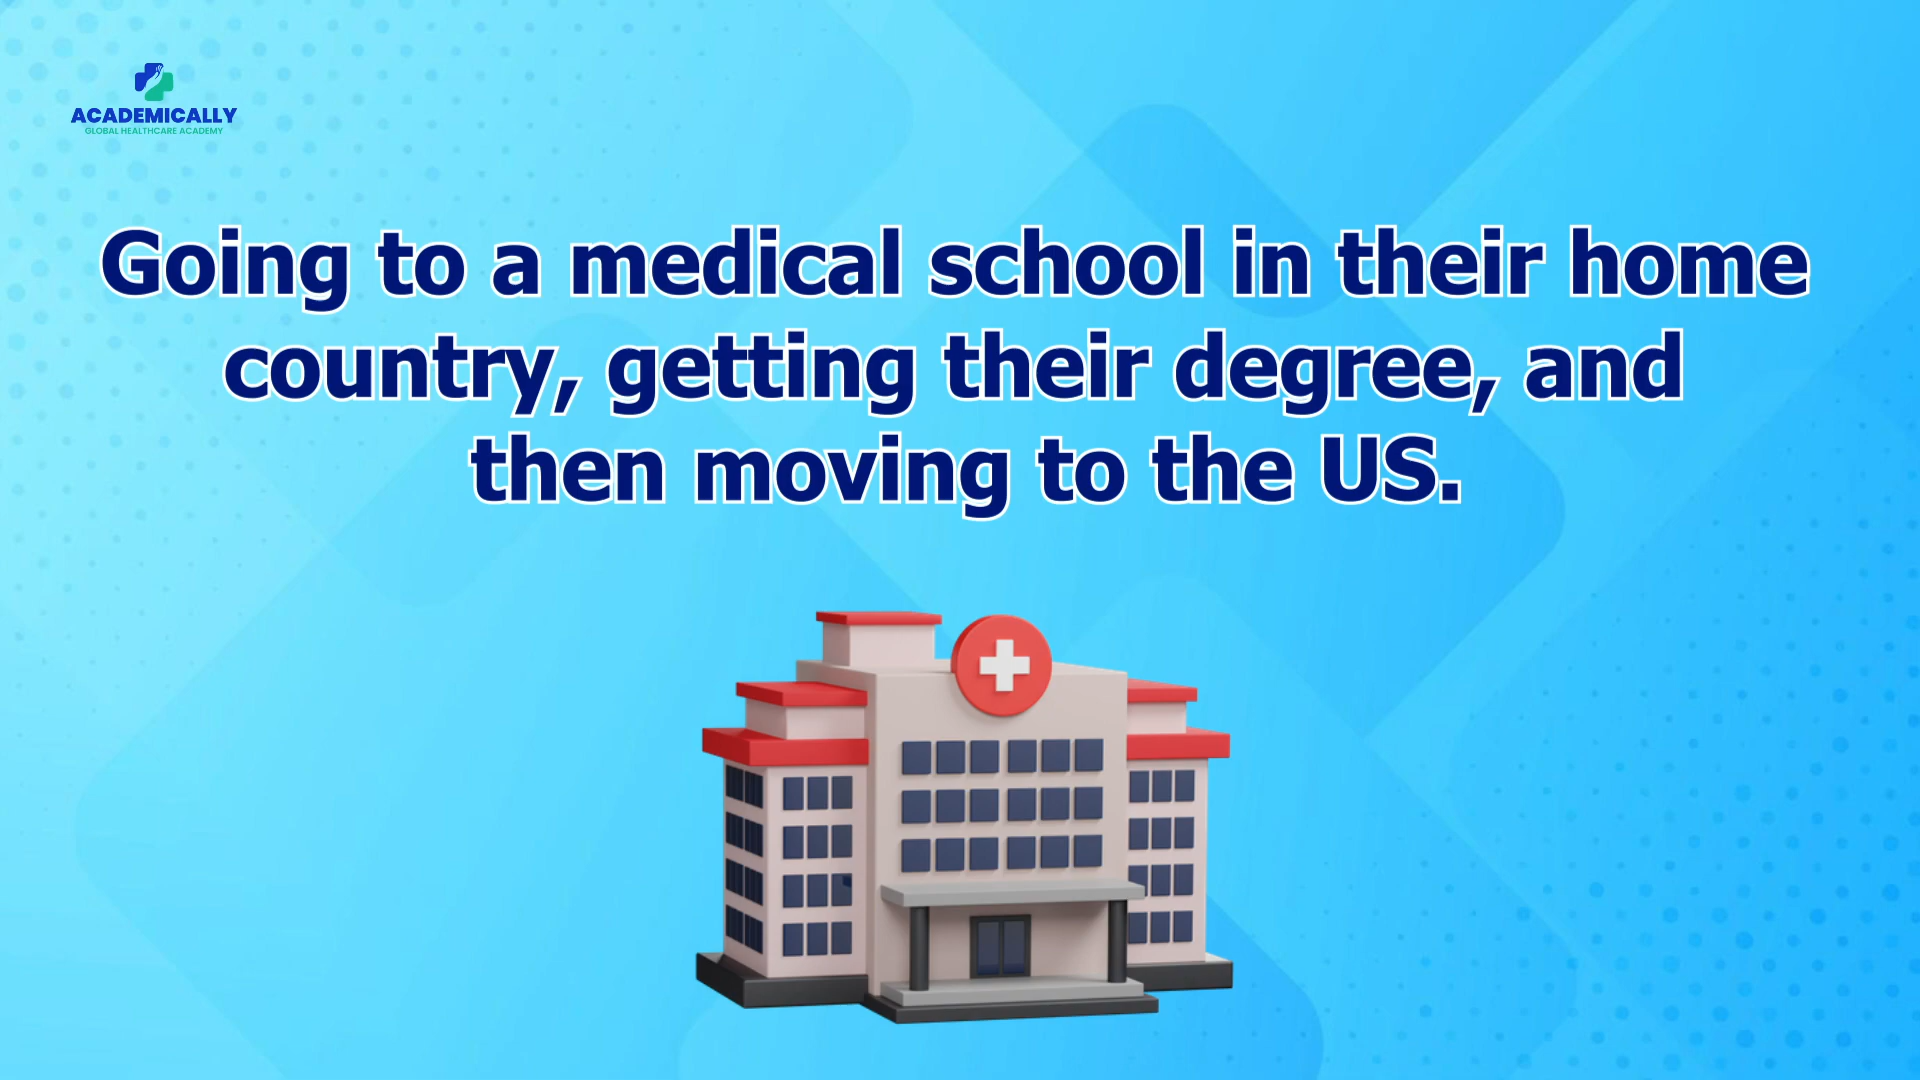 ACADEMICALLY
GLOBAL HEALTHCARE ACADEMY
Going to a medical school in their home
country, getting their degree, and
then moving to the US.